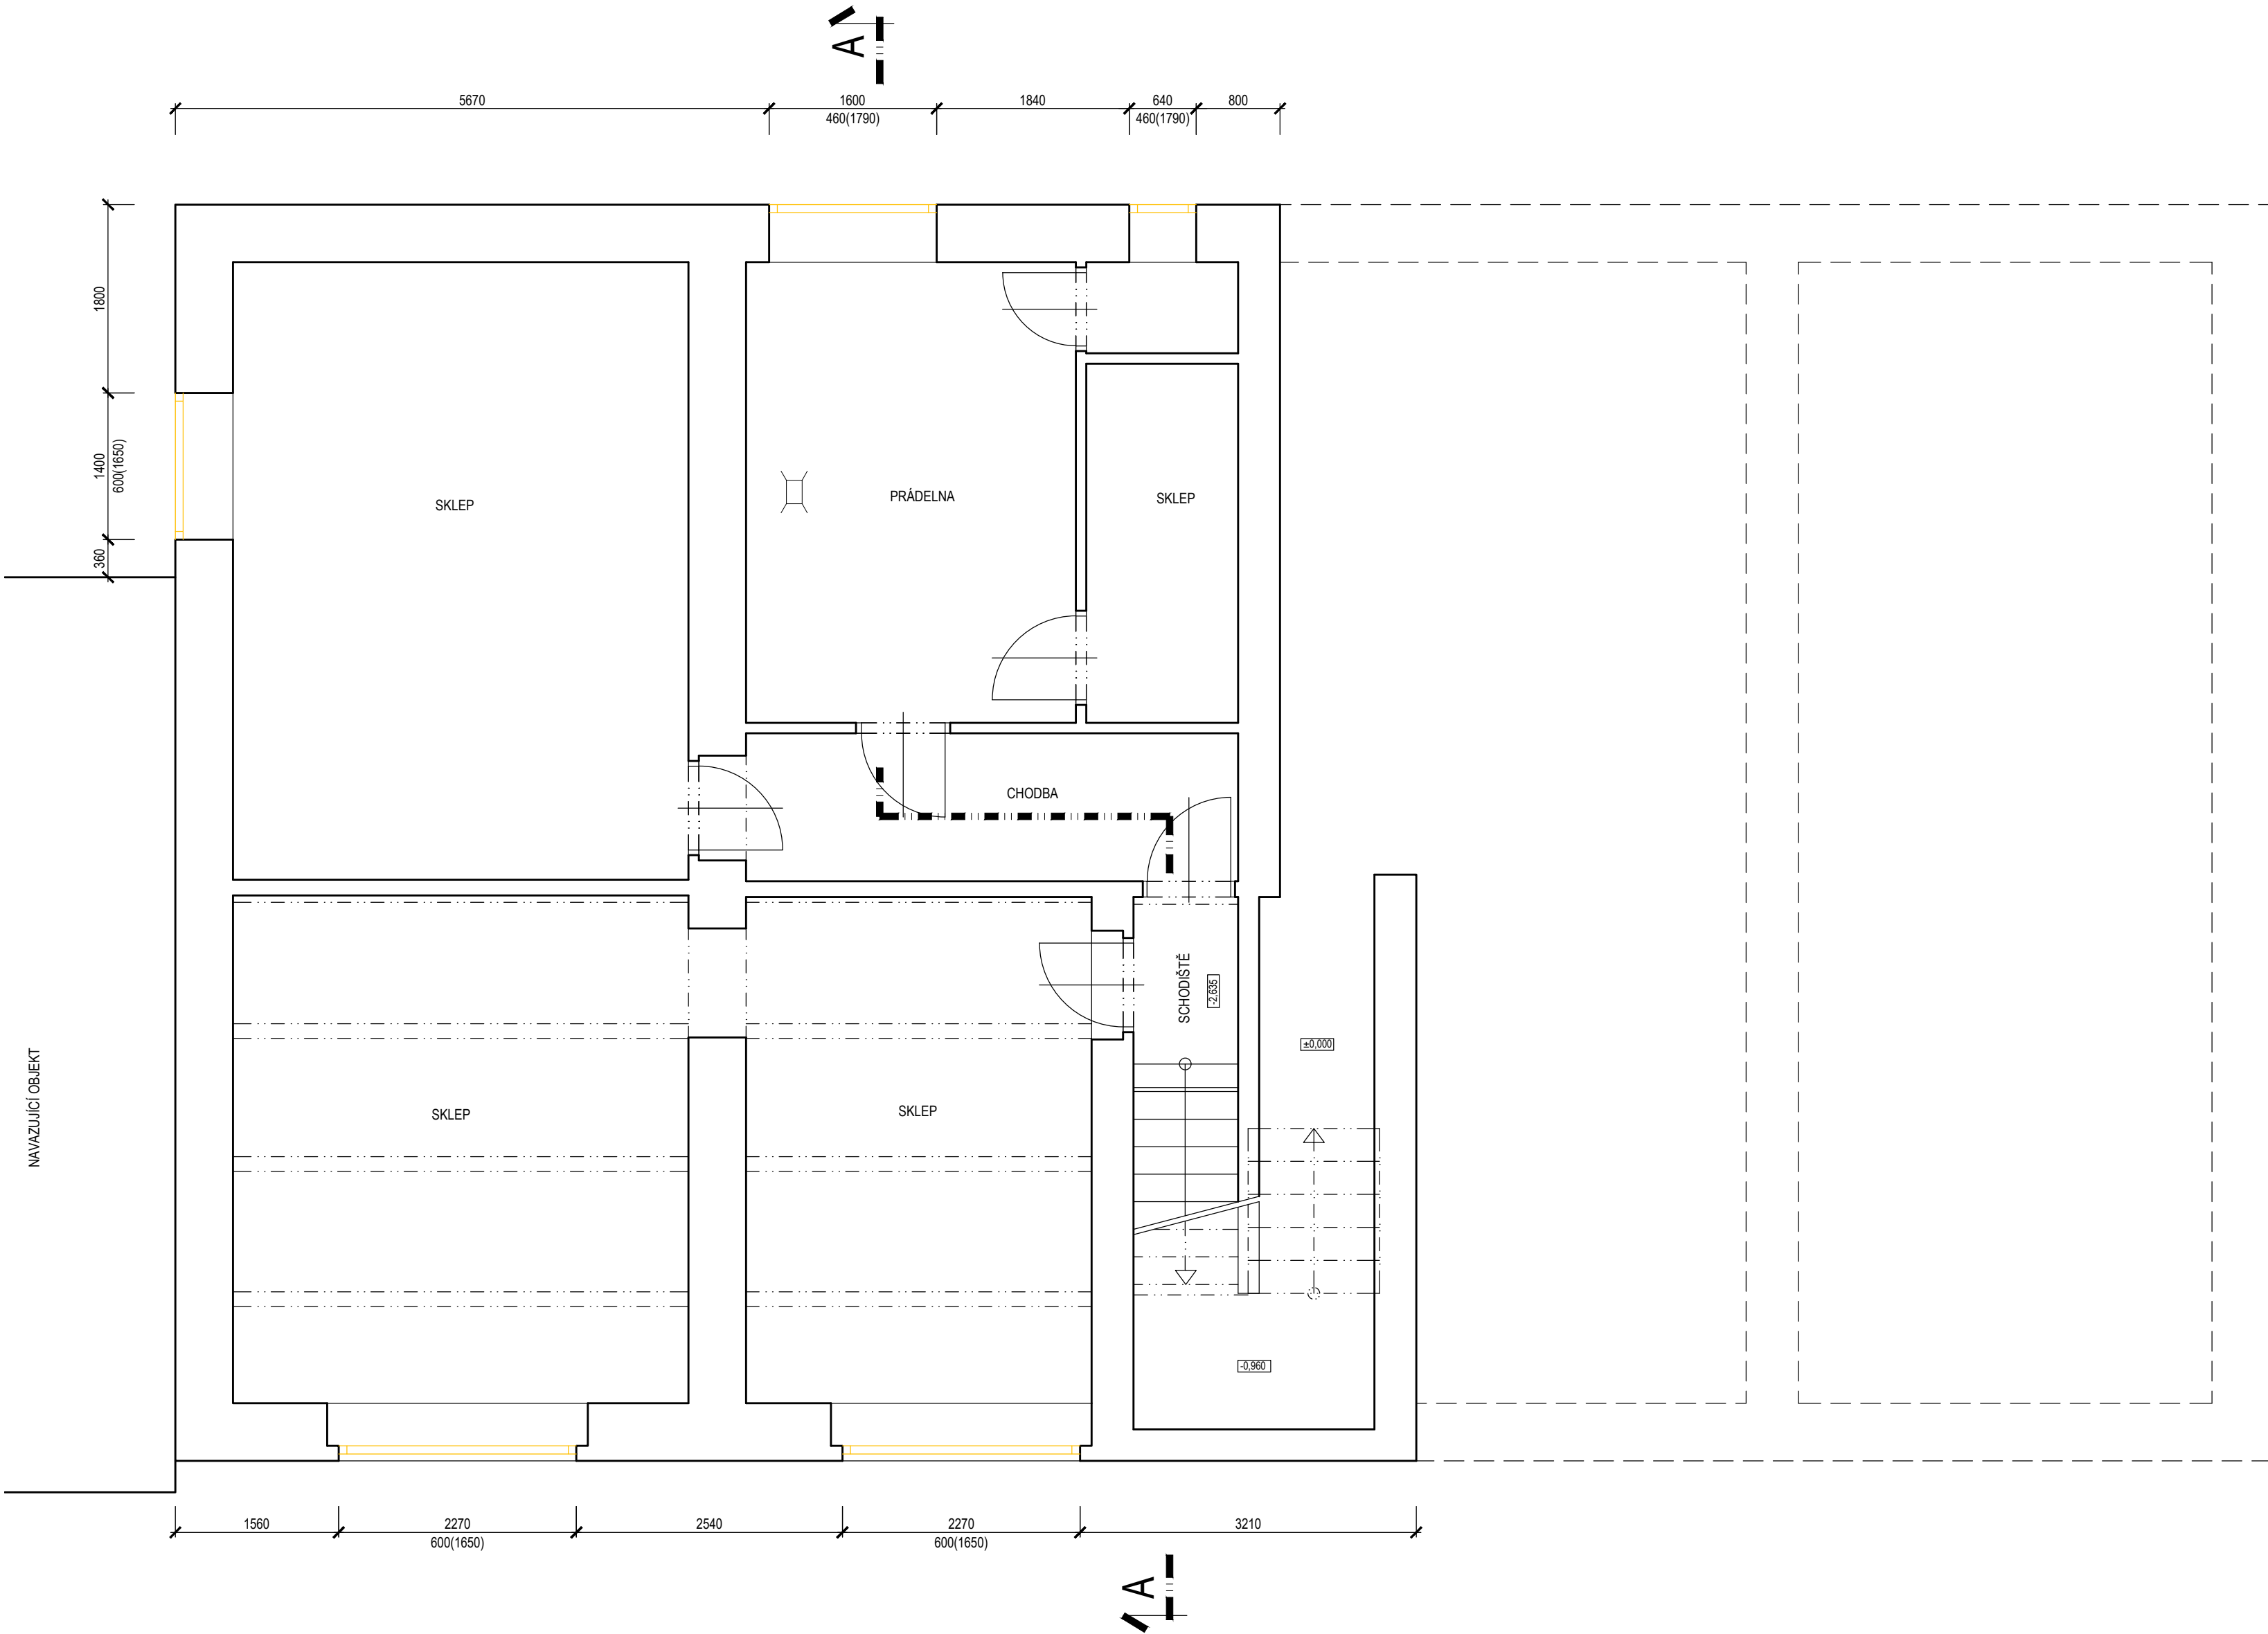 A
5670
1600
1840
640
800
460(1790)
460(1790)
1800
1400
600(1650)
360
SKLEP
PRÁDELNA
SKLEP
CHODBA
SCHODIŠTĚ
-2,635
±0,000
NAVAZUJÍCÍ OBJEKT
SKLEP
SKLEP
-0,960
1560
2270
2540
2270
3210
600(1650)
600(1650)
A